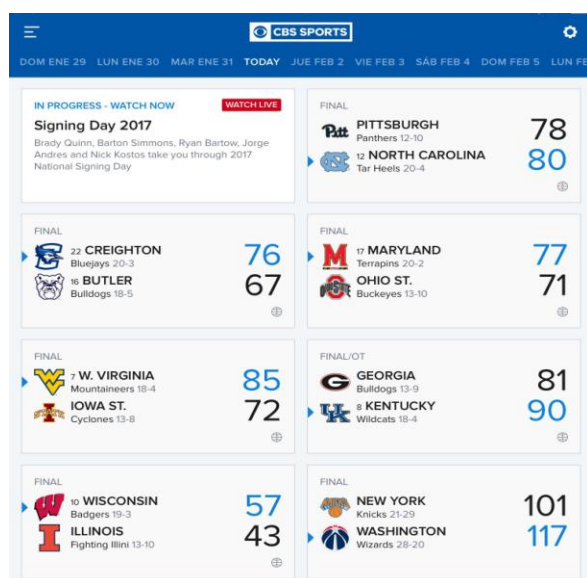 CBS SPORTS
DOM ENE 29 LUN ENE 30 MAR ENE 31 TODAY JUE FEB 2 VIE FEB 3 SÁB FEB 4 DOM FEB 5 LUN FE
IN PROGRESS - WATCH NOW WATCH LIVE
Signing Day 2017
Brady Quinn, Barton Simmons, Ryan Bartow, Jorge
Andres and Nick Kostos take you through 2017
National Signing Day
FINAL
Pitt PITTSBURGH 78
Panthers 12-10
12 NORTH CAROLINA 80
Tar Heels 20-4
FINAL
22 CREIGHTON 76
Bluejays 20-3
16 BUTLER 67
Bulldogs 18-5
FINAL
M 17 MARYLAND 77
Terrapins 20-2
OHIO STATE OHIO ST. 71
Buckeyes 13-10
FINAL
WV 7 W. VIRGINIA 85
Mountaineers 18-4
IOWA ST. 72
Cyclones 13-8
FINAL/OT
G GEORGIA 81
Bulldogs 13-9
UK 8 KENTUCKY 90
Wildcats 18-4
FINAL
W 10 WISCONSIN 57
Badgers 19-3
I ILLINOIS 43
Fighting Illini 13-10
FINAL
NEW YORK 101
Knicks 21-29
WASHINGTON 117
Wizards 28-20